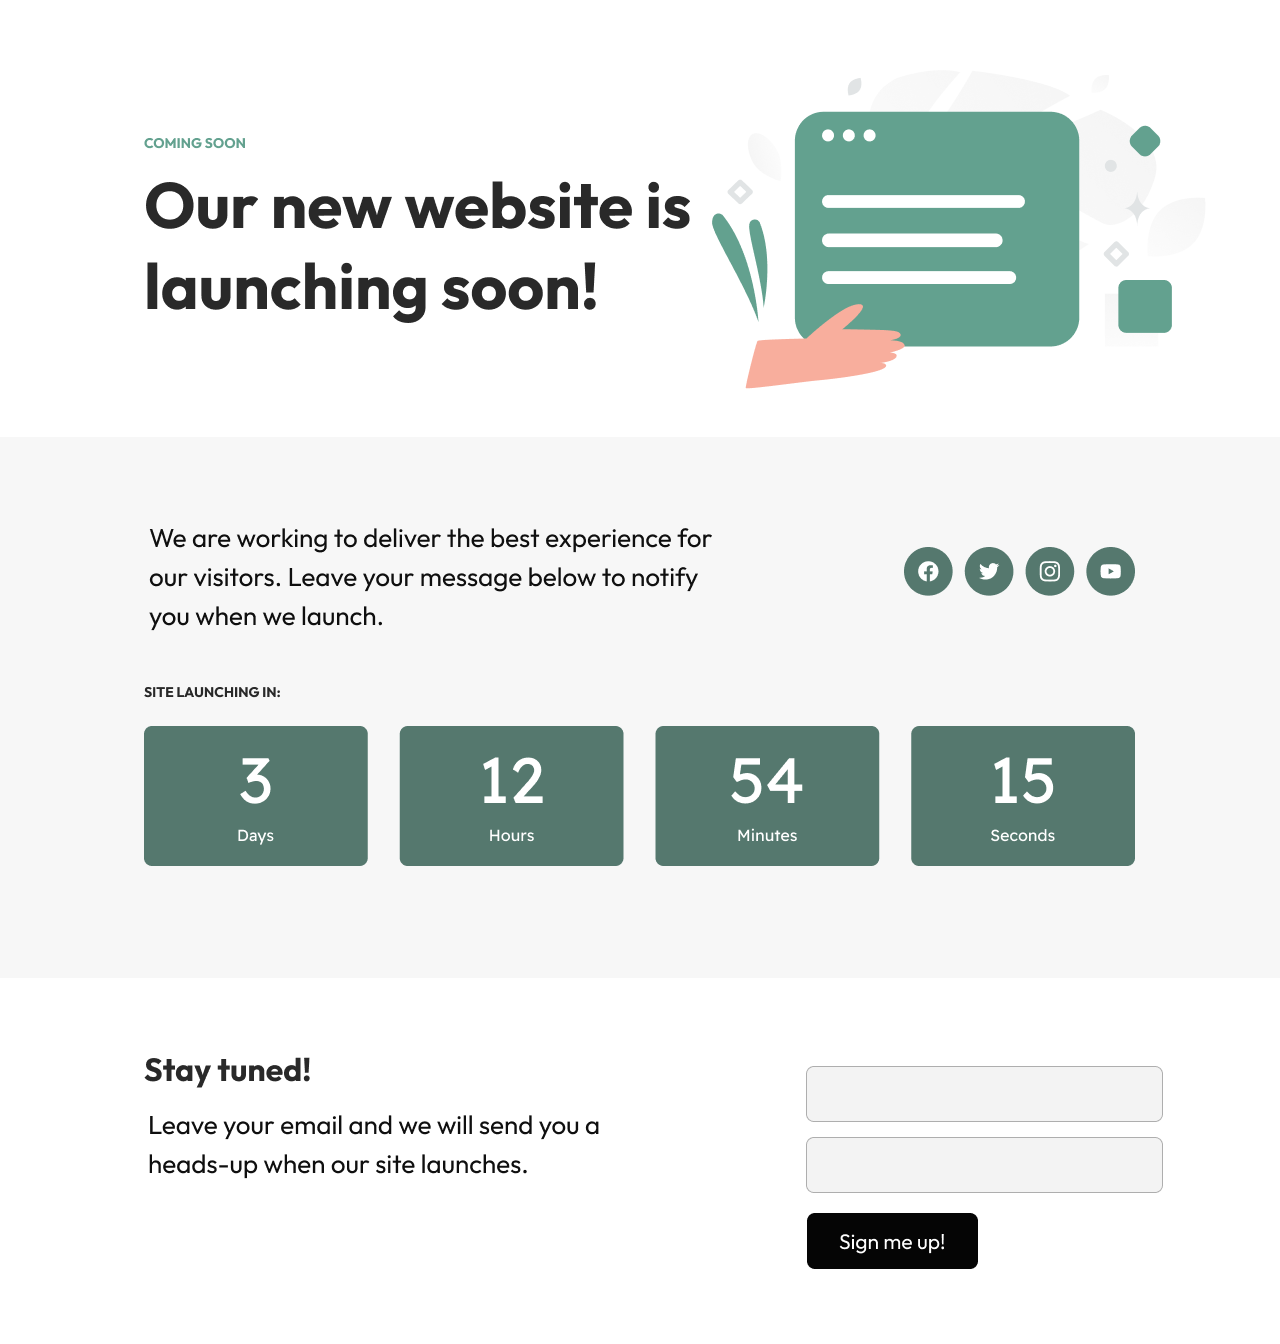 COMING SOON
Our new website is
launching soon!
We are working to deliver the best experience for
our visitors. Leave your message below to notify
you when we launch.
SITE LAUNCHING IN:
3
Days
12
Hours
54
Minutes
15
Seconds
Stay tuned!
Leave your email and we will send you a
heads-up when our site launches.
Sign me up!